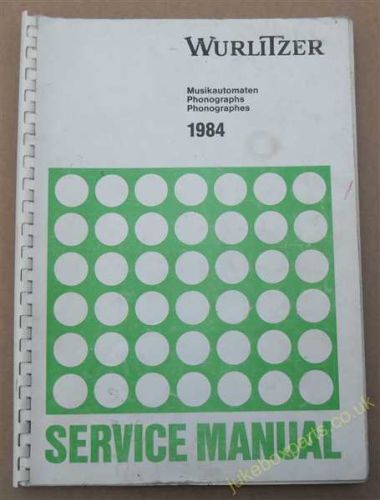 WURLITZER
Musikautomaten
Phonographs
Phonographes
1984
SERVICE MANUAL
jukeboxparts.co.uk